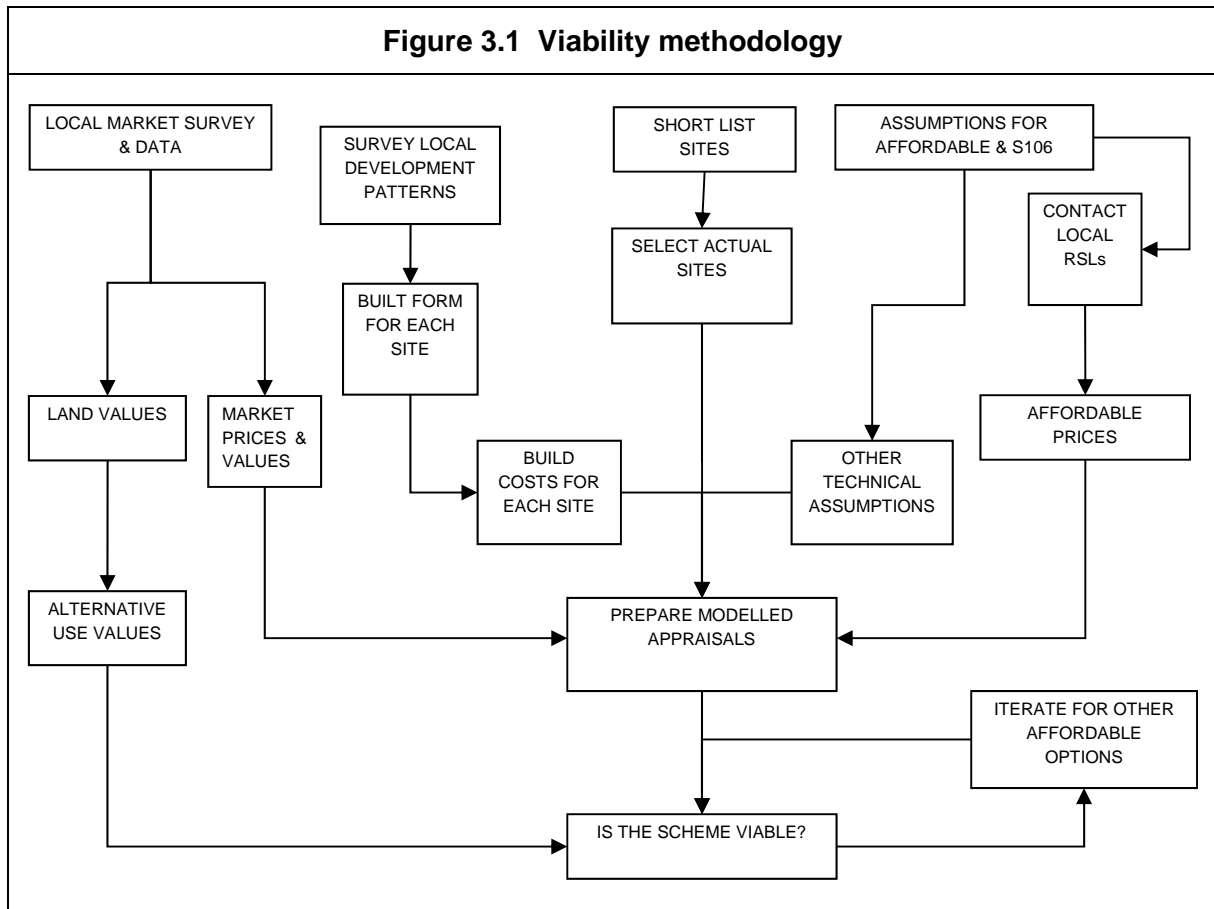 Figure 3.1 Viability methodology
LOCAL MARKET SURVEY
& DATA
SURVEY LOCAL
DEVELOPMENT
PATTERNS
SHORT LIST
SITES
ASSUMPTIONS FOR
AFFORDABLE & S106
CONTACT
LOCAL
RSLs
SELECT ACTUAL
SITES
BUILT FORM
FOR EACH
SITE
LAND VALUES
MARKET
PRICES &
VALUES
AFFORDABLE
PRICES
BUILD
COSTS FOR
EACH SITE
OTHER
TECHNICAL
ASSUMPTIONS
ALTERNATIVE
USE VALUES
PREPARE MODELLED
APPRAISALS
ITERATE FOR OTHER
AFFORDABLE
OPTIONS
IS THE SCHEME VIABLE?